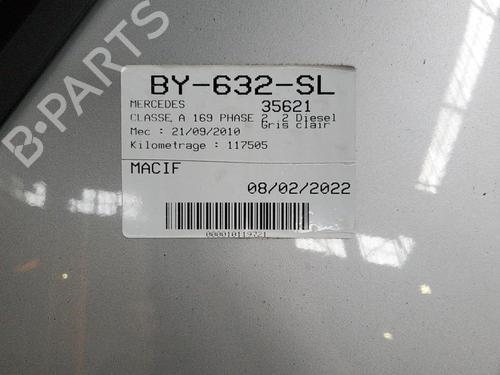 BY-632-SL
MERCEDES 35621
CLASSE A 169 PHASE 2 2 Diesel
Mec : 21/09/2010 Gris clair
Kilometrage : 117505
MACIF
08/02/2022
000010119721
B-PARTS